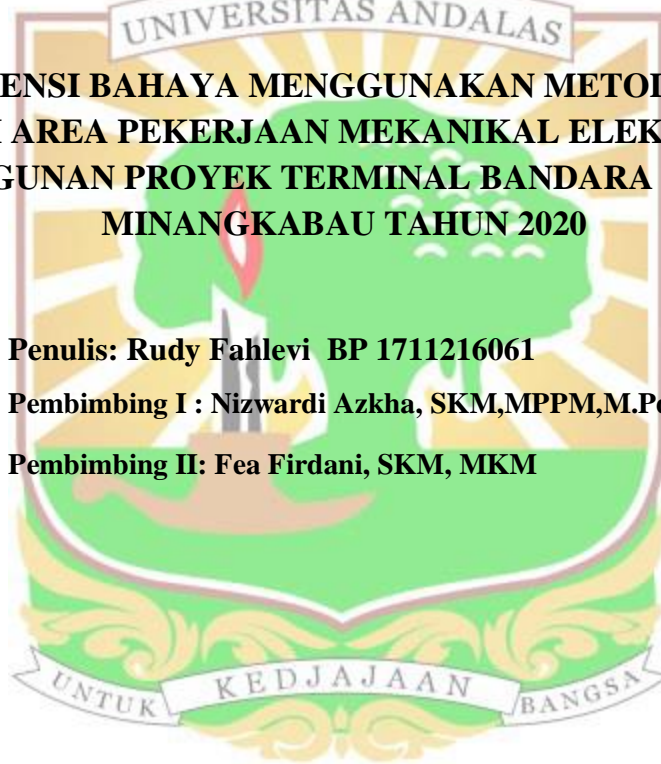 UNIVERSITAS ANDALAS
ENSI BAHAYA MENGGUNAKAN METO
AREA PEKERJAAN MEKANIKAL ELEK
GUNAN PROYEK TERMINAL BANDARA
MINANGKABAU TAHUN 2020
Penulis: Rudy Fahlevi BP 1711216061
Pembimbing I : Nizwardi Azkha, SKM,MPPM,M.P
Pembimbing II: Fea Firdani, SKM, MKM
UNTUK KEDJAJAAN BANGSA